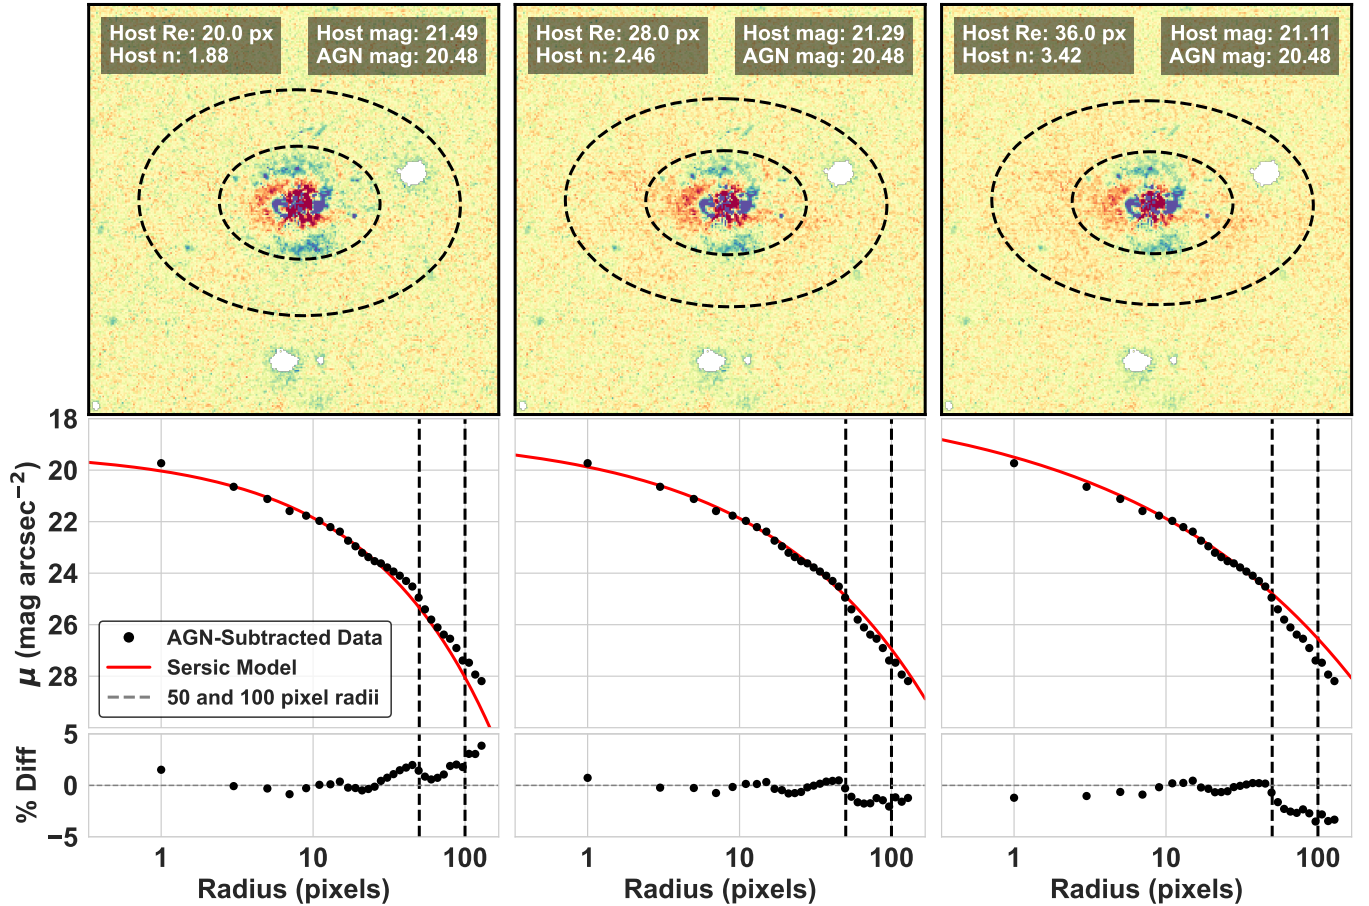 Host Re: 20.0 px
Host n: 1.88
Host mag: 21.49
AGN mag: 20.48
Host Re: 28.0 px
Host n: 2.46
Host mag: 21.29
AGN mag: 20.48
Host Re: 36.0 px
Host n: 3.42
Host mag: 21.11
AGN mag: 20.48
μ (mag arcsec−2)
18
20
22
24
26
28
AGN-Subtracted Data
Sersic Model
50 and 100 pixel radii
% Diff
5
0
−5
1 10 100
Radius (pixels)
1 10 100
Radius (pixels)
1 10 100
Radius (pixels)